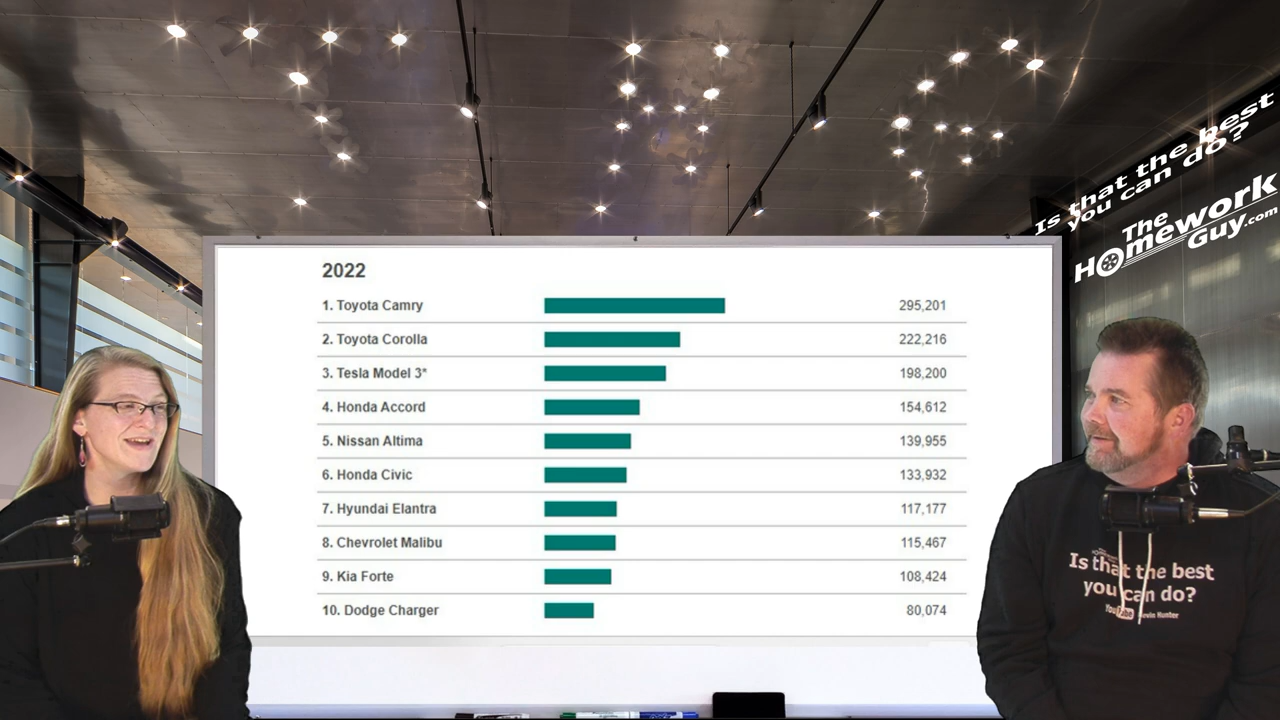 Is that the best
you can do?
The
Homework
Guy.com
2022
1. Toyota Camry 295,201
2. Toyota Corolla 222,216
3. Tesla Model 3* 198,200
4. Honda Accord 154,612
5. Nissan Altima 139,955
6. Honda Civic 133,932
7. Hyundai Elantra 117,177
8. Chevrolet Malibu 115,467
9. Kia Forte 108,424
10. Dodge Charger 80,074
Is that the best
you can do?
YouTube Kevin Hunter